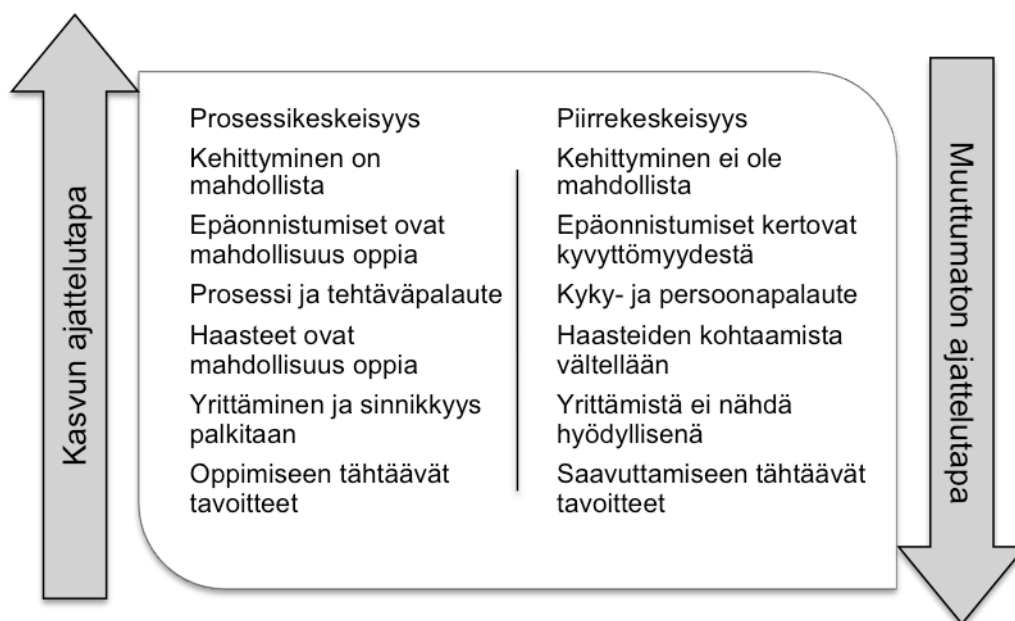 Kasvun ajattelutapa
Prosessikeskeisyys
Kehittyminen on
mahdollista
Epäonnistumiset ovat
mahdollisuus oppia
Prosessi ja tehtäväpalaute
Haasteet ovat
mahdollisuus oppia
Yrittäminen ja sinnikkyys
palkitaan
Oppimiseen tähtäävät
tavoitteet
Piirrekeskeisyys
Kehittyminen ei ole
mahdollista
Epäonnistumiset kertovat
kyvyttömyydestä
Kyky- ja persoonapalaute
Haasteiden kohtaamista
vältellään
Yrittämistä ei nähdä
hyödyllisenä
Saavuttamiseen tähtäävät
tavoitteet
Muuttumaton ajattelutapa